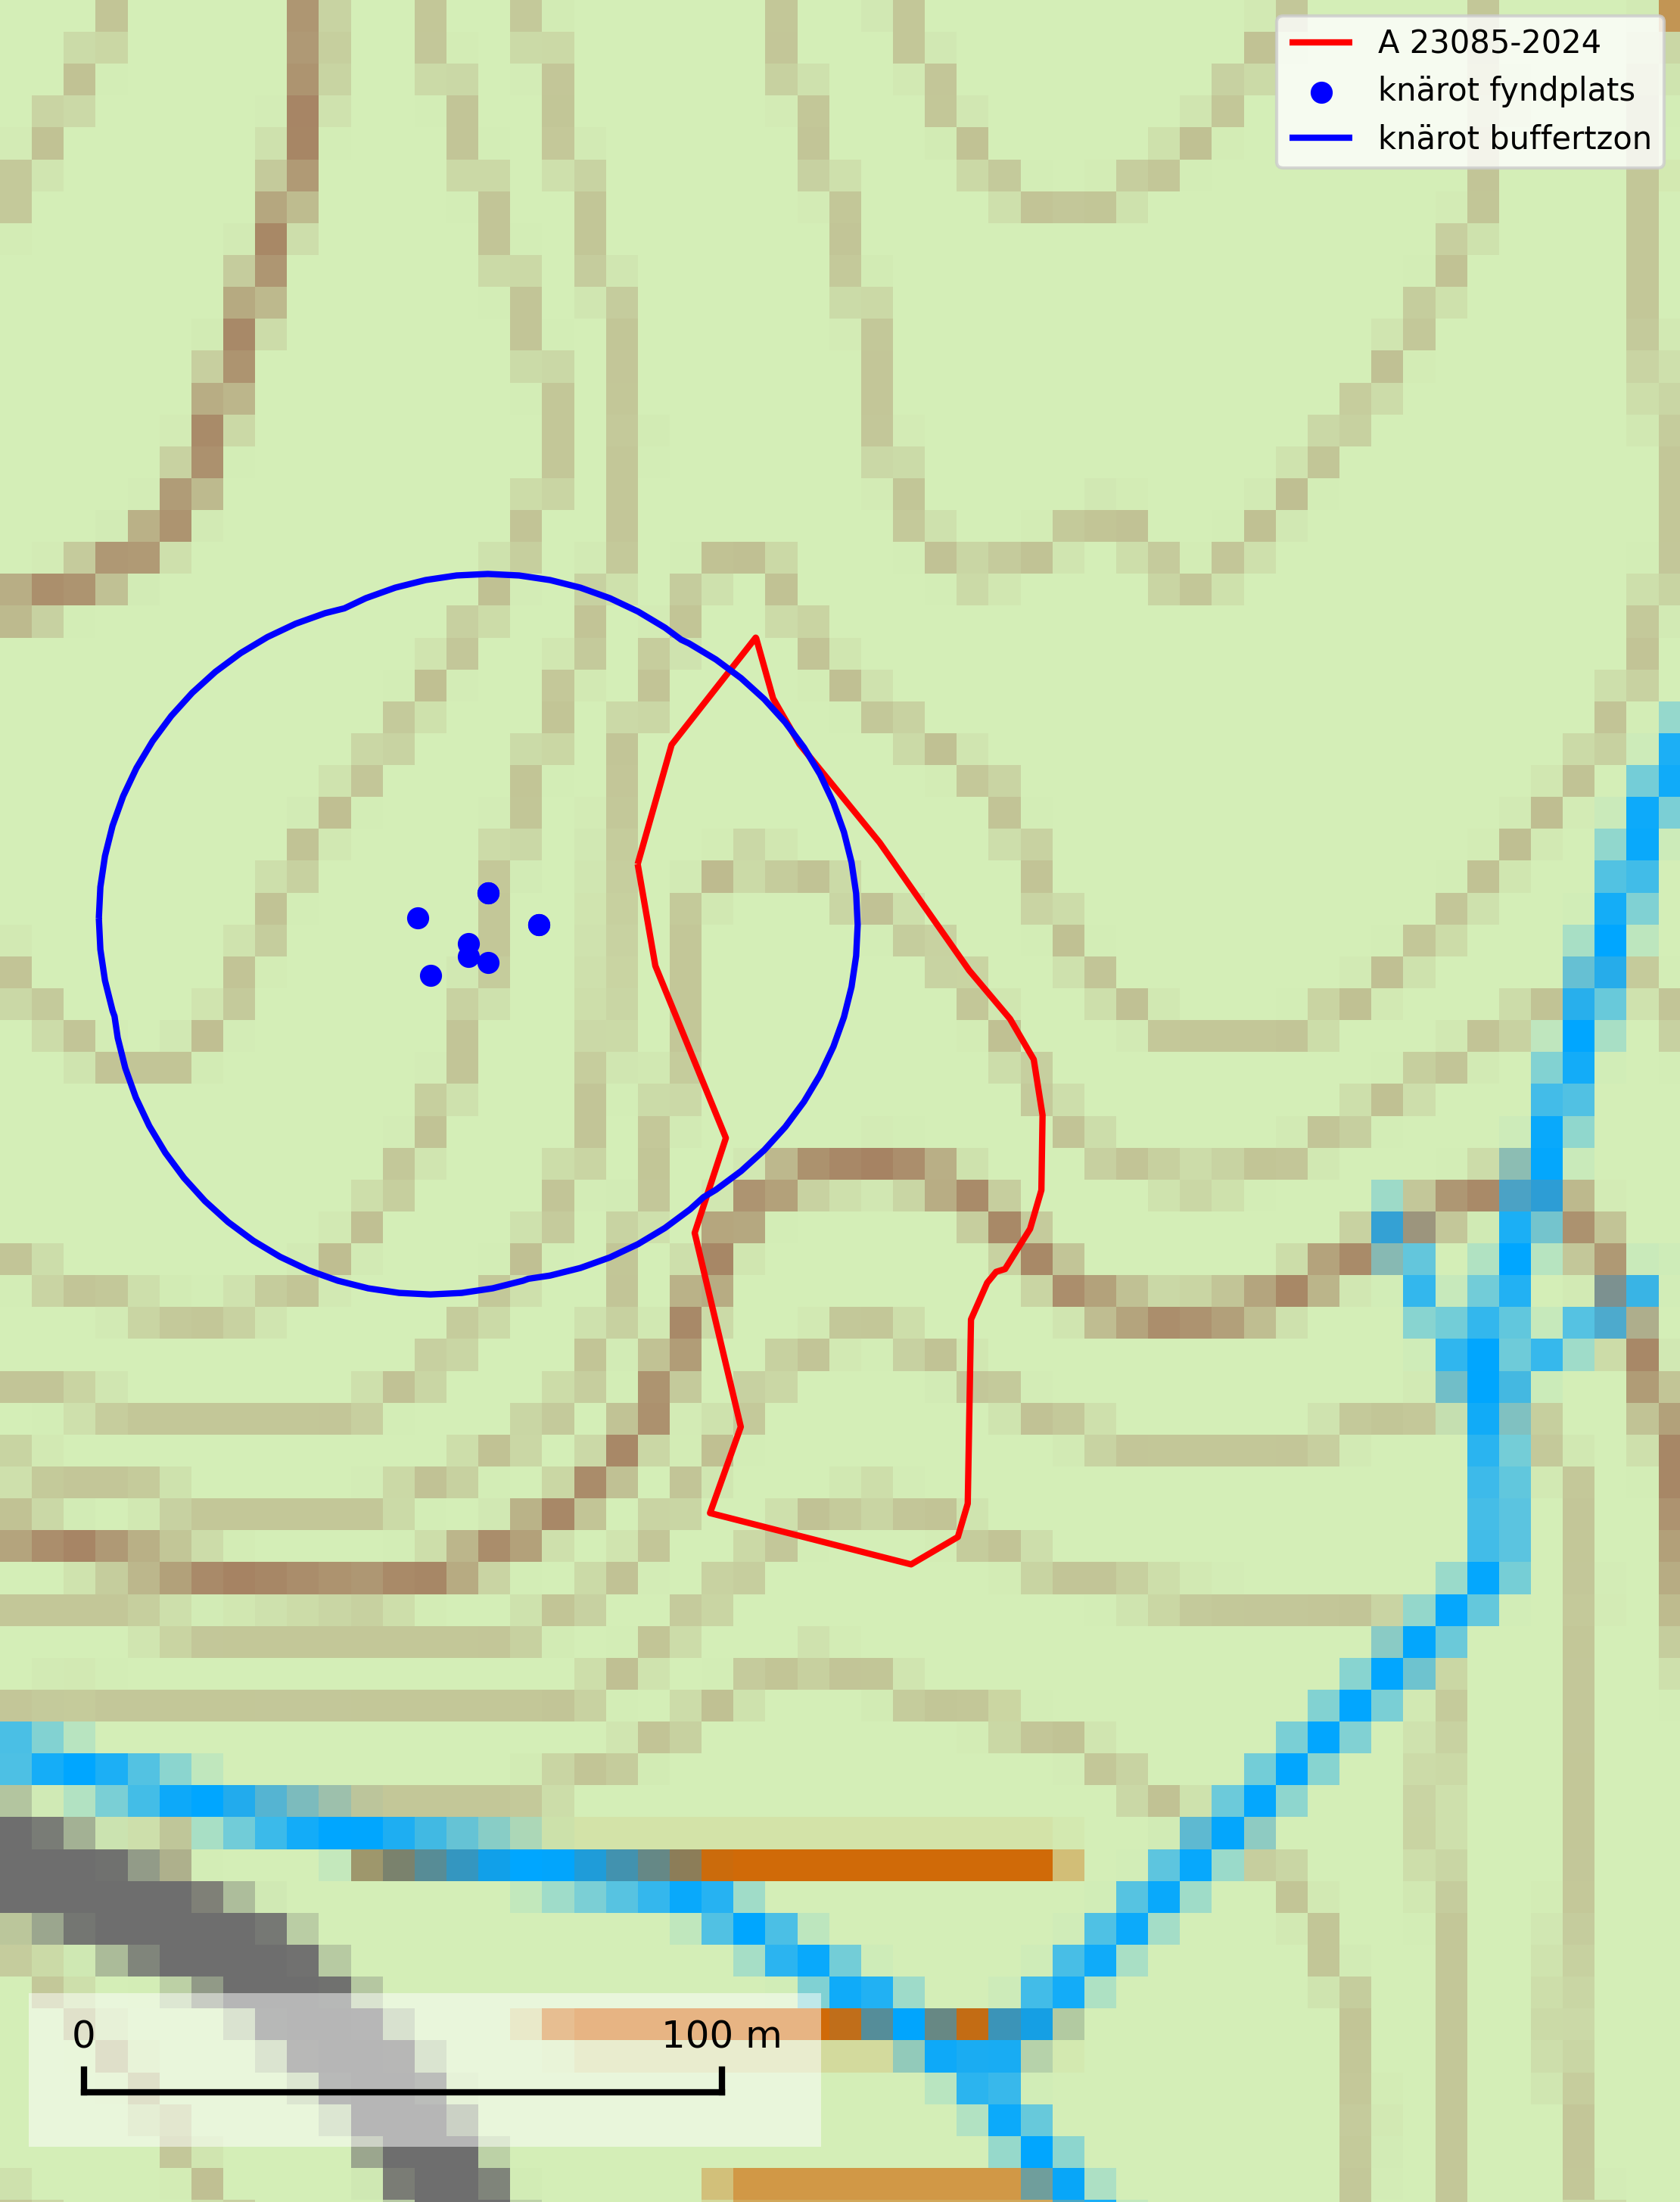 A 23085-2024
knärot fyndplats
knärot buffertzon
0 100 m